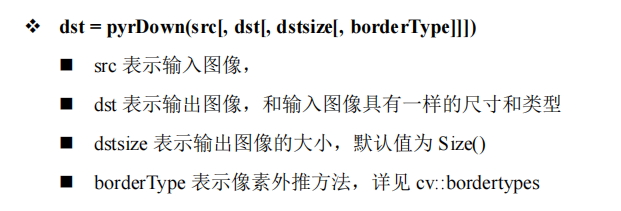 ❖ dst = pyrDown(src[, dst[, dstsize[, borderType]]])
■ src 表示输入图像，
■ dst 表示输出图像，和输入图像具有一样的尺寸和类型
■ dstsize 表示输出图像的大小，默认值为 Size()
■ borderType 表示像素外推方法，详见 cv::bordertypes